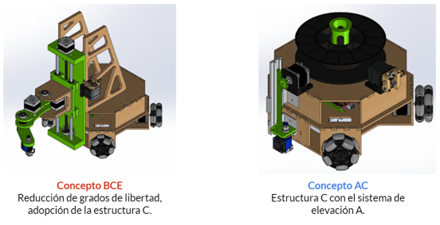 Concepto BCE
Reducción de grados de libertad,
adopción de la estructura C.
Concepto AC
Estructura C con el sistema de
elevación A.